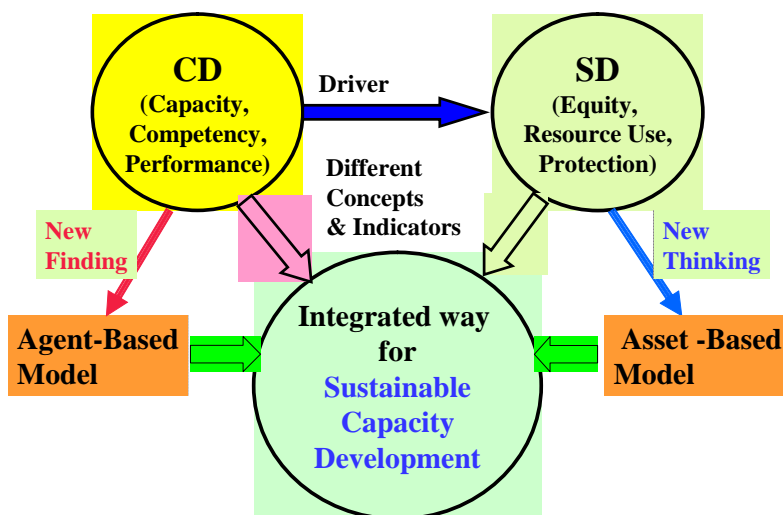 CD
(Capacity,
Competency,
Performance)
Driver
SD
(Equity,
Resource Use,
Protection)
Different
Concepts
& Indicators
New
Finding
New
Thinking
Agent-Based
Model
Integrated way
for
Sustainable
Capacity
Development
Asset -Based
Model